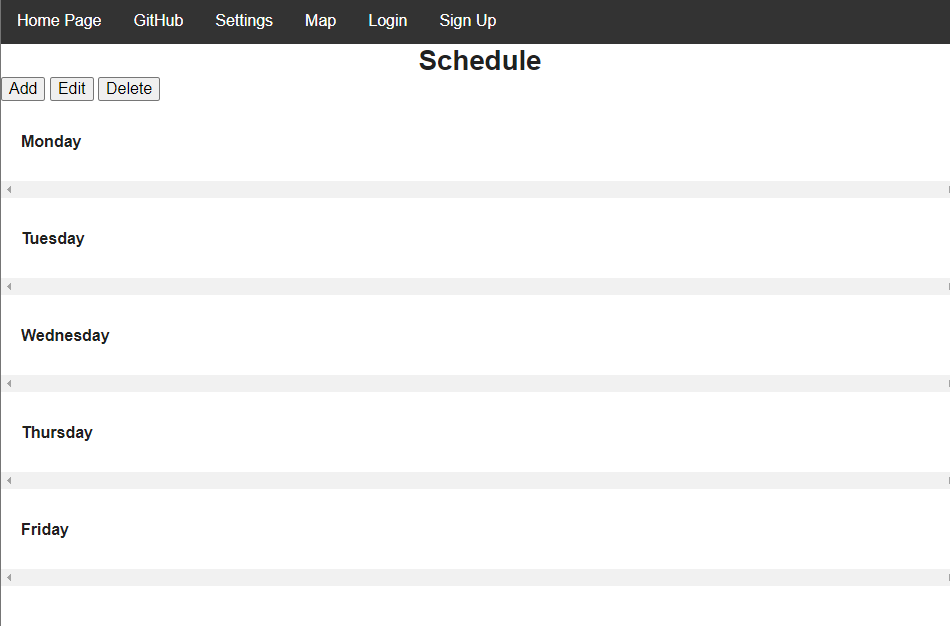 Home Page GitHub Settings Map Login Sign Up
Schedule
Add Edit Delete
Monday
Tuesday
Wednesday
Thursday
Friday